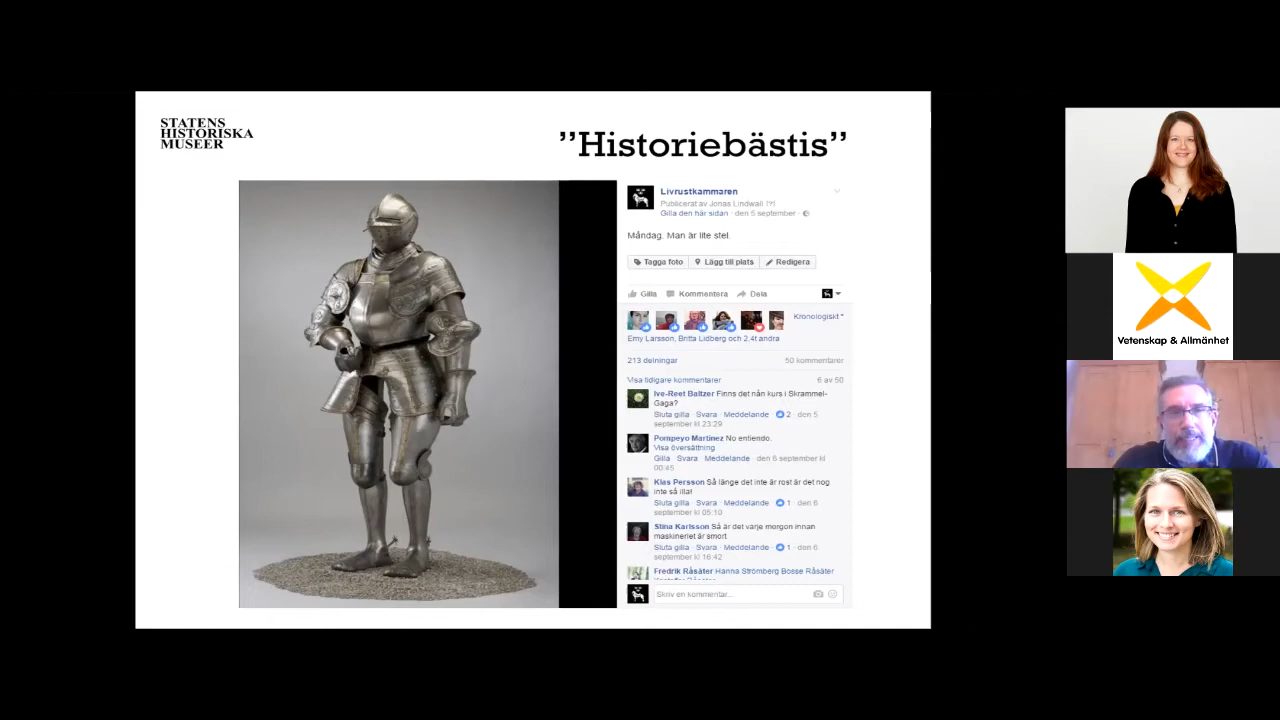 STATENS
HISTORISKA
MUSEER
”Historiebästis”
Livrustkammaren
Publicerat av Jonas Lindwall [?]
Gilla den här sidan · den 5 september ·
Måndag. Man är lite stel.
Tagga foto
Lägg till plats
Redigera
Gilla
Kommentera
Dela
Kronologiskt
Emy Larsson, Britta Lidberg och 2,4t andra
213 delningar
50 kommentarer
Visa tidigare kommentarer
6 av 50
Ive-Reet Baltzer Finns det nån kurs i Skrammel-
Gaga?
Sluta gilla · Svara · Meddelande · 2 · den 5
september kl 23:29
Pompeyo Martinez No entiendo.
Visa översättning
Gilla · Svara · Meddelande · den 6 september kl
00:45
Klas Persson Så länge det inte är rost är det nog
inte så illa!
Sluta gilla · Svara · Meddelande · 1 · den 6
september kl 05:10
Stina Karlsson Så är det varje morgon innan
maskineriet är smort
Sluta gilla · Svara · Meddelande · 1 · den 6
september kl 16:42
Fredrik Råsäter Hanna Strömberg Bosse Råsäter
Skriv en kommentar...
Vetenskap & Allmänhet